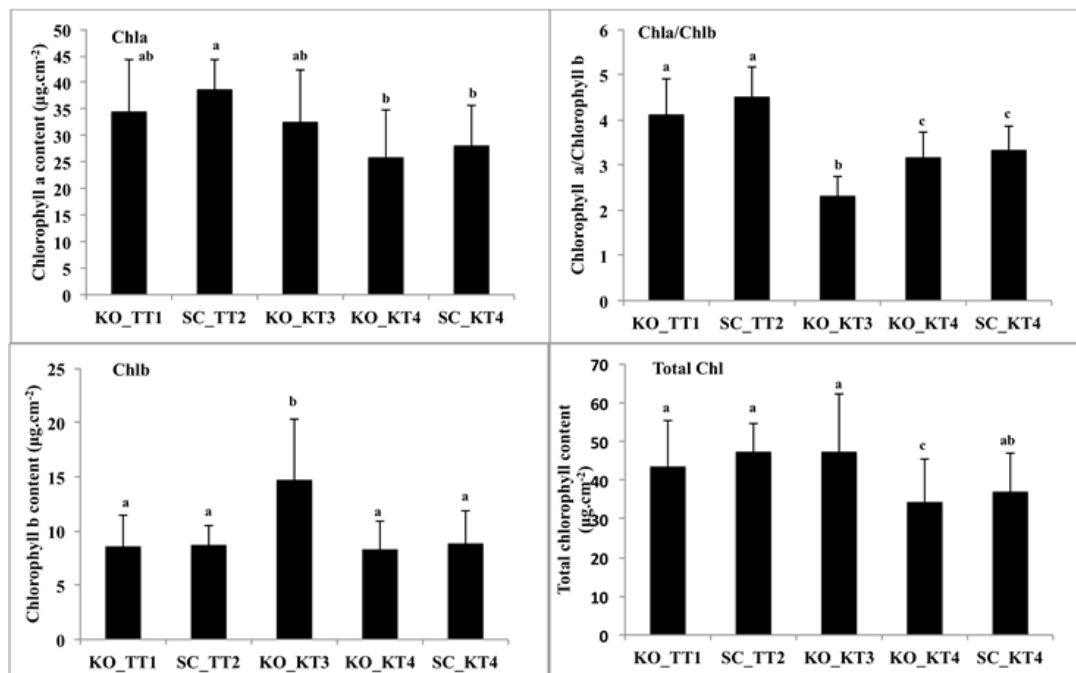 Chla
Chlorophyll a content (µg.cm-2)
50
45
40
35
30
25
20
15
10
5
0
ab
a
ab
b
b
KO_TT1 SC_TT2 KO_KT3 KO_KT4 SC_KT4
Chla/Chlb
Chlorophyll a/Chlorophyll b
6
5
4
3
2
1
0
a
a
b
c
c
KO_TT1 SC_TT2 KO_KT3 KO_KT4 SC_KT4
Chlb
Chlorophyll b content (µg.cm-2)
25
20
15
10
5
0
a
a
b
a
a
KO_TT1 SC_TT2 KO_KT3 KO_KT4 SC_KT4
Total Chl
Total chlorophyll content
(µg.cm-2)
70
60
50
40
30
20
10
0
a
a
a
c
ab
KO_TT1 SC_TT2 KO_KT3 KO_KT4 SC_KT4